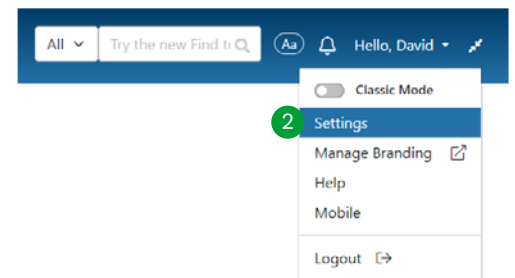 All Try the new Find t Aa Hello, David
Classic Mode
2 Settings
Manage Branding
Help
Mobile
Logout